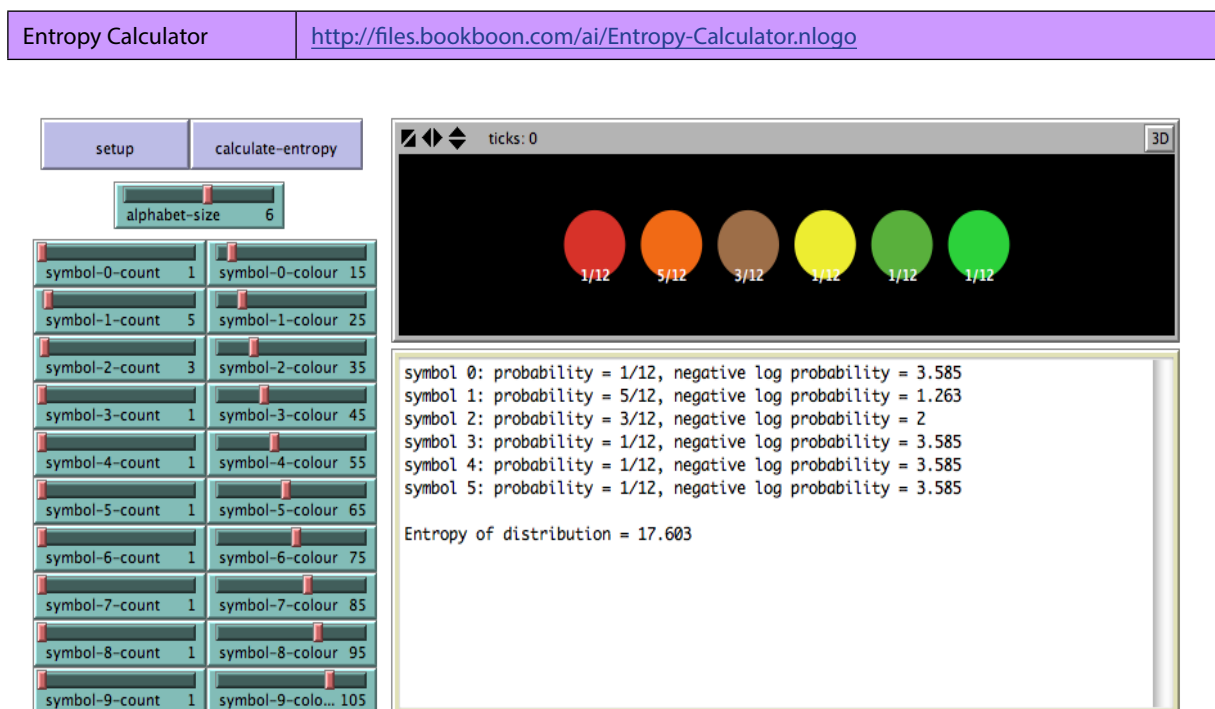 Entropy Calculator http://files.bookboon.com/ai/Entropy-Calculator.nlogo
setup calculate-entropy
alphabet-size 6
symbol-0-count 1 symbol-0-colour 15
symbol-1-count 5 symbol-1-colour 25
symbol-2-count 3 symbol-2-colour 35
symbol-3-count 1 symbol-3-colour 45
symbol-4-count 1 symbol-4-colour 55
symbol-5-count 1 symbol-5-colour 65
symbol-6-count 1 symbol-6-colour 75
symbol-7-count 1 symbol-7-colour 85
symbol-8-count 1 symbol-8-colour 95
symbol-9-count 1 symbol-9-colo... 105
ticks: 0 3D
1/12 5/12 3/12 1/12 1/12 1/12
symbol 0: probability = 1/12, negative log probability = 3.585
symbol 1: probability = 5/12, negative log probability = 1.263
symbol 2: probability = 3/12, negative log probability = 2
symbol 3: probability = 1/12, negative log probability = 3.585
symbol 4: probability = 1/12, negative log probability = 3.585
symbol 5: probability = 1/12, negative log probability = 3.585
Entropy of distribution = 17.603